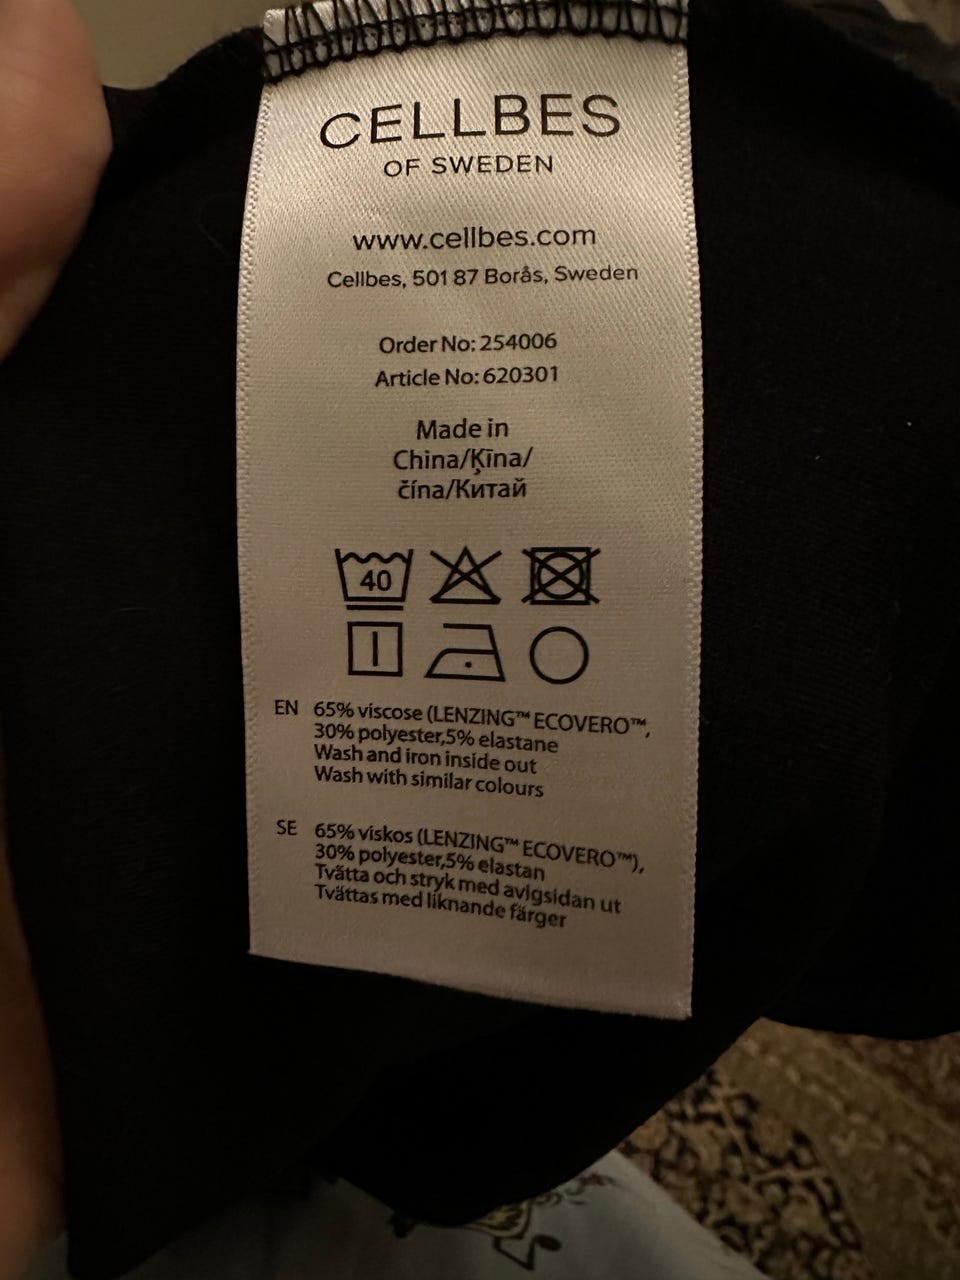 CELLBES
OF SWEDEN
www.cellbes.com
Cellbes, 501 87 Borås, Sweden
Order No: 254006
Article No: 620301
Made in
China/Ķīna/
čína/Китай
40
EN 65% viscose (LENZING™ ECOVERO™,
30% polyester,5% elastane
Wash and iron inside out
Wash with similar colours
SE 65% viskos (LENZING™ ECOVERO™),
30% polyester,5% elastan
Tvätta och stryk med avigsidan ut
Tvättas med liknande färger